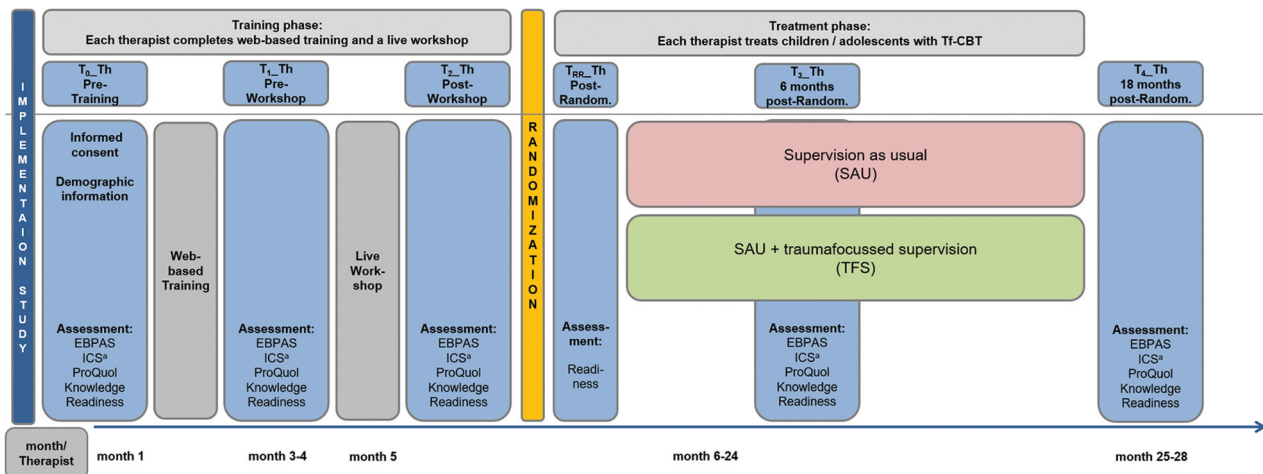 IMPLEMENTAION STUDY
Training phase:
Each therapist completes web-based training and a live workshop
Treatment phase:
Each therapist treats children / adolescents with Tf-CBT
T0_Th
Pre-
Training
T1_Th
Pre-
Workshop
T2_Th
Post-
Workshop
RANDOMIZATION
TRR_Th
Post-
Random.
T3_Th
6 months
post-Random.
T4_Th
18 months
post-Random.
Informed
consent
Demographic
information
Assessment:
EBPAS
ICSª
ProQuol
Knowledge
Readiness
Web-
based
Training
Assessment:
EBPAS
ICSª
ProQuol
Knowledge
Readiness
Live
Work-
shop
Assessment:
EBPAS
ICSª
ProQuol
Knowledge
Readiness
Assess-
ment:
Readi-
ness
Supervision as usual
(SAU)
SAU + traumafocussed supervision
(TFS)
Assessment:
EBPAS
ICSª
ProQuol
Knowledge
Readiness
Assessment:
EBPAS
ICSª
ProQuol
Knowledge
Readiness
month/
Therapist
month 1
month 3-4
month 5
month 6-24
month 25-28